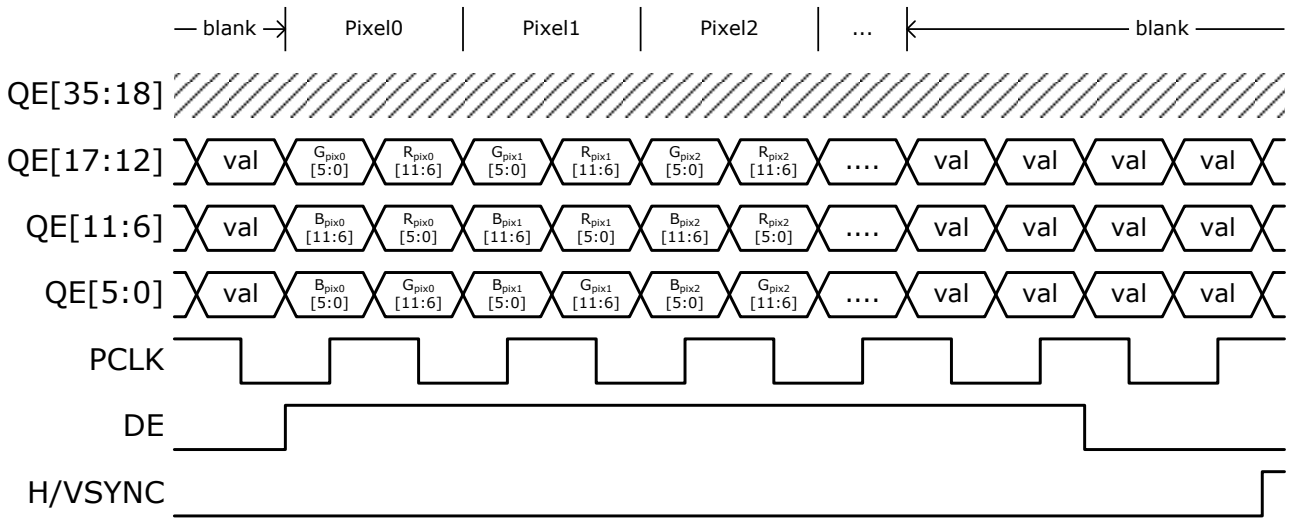 blank Pixel0 Pixel1 Pixel2 ... blank
QE[35:18]
QE[17:12] val Gpix0 [5:0] Rpix0 [11:6] Gpix1 [5:0] Rpix1 [11:6] Gpix2 [5:0] Rpix2 [11:6] .... val val val val
QE[11:6] val Bpix0 [11:6] Rpix0 [5:0] Bpix1 [11:6] Rpix1 [5:0] Bpix2 [11:6] Rpix2 [5:0] .... val val val val
QE[5:0] val Bpix0 [5:0] Gpix0 [11:6] Bpix1 [5:0] Gpix1 [11:6] Bpix2 [5:0] Gpix2 [11:6] .... val val val val
PCLK
DE
H/VSYNC